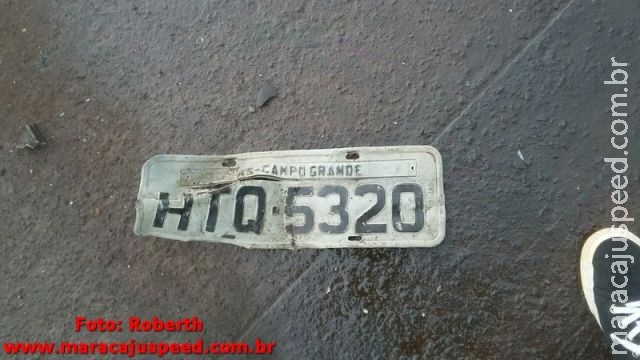 S-CAMPO GRANDE
HTQ-5320
Foto: Roberth
www.maracajuspeed.com.br
maracajuspeed.com.br